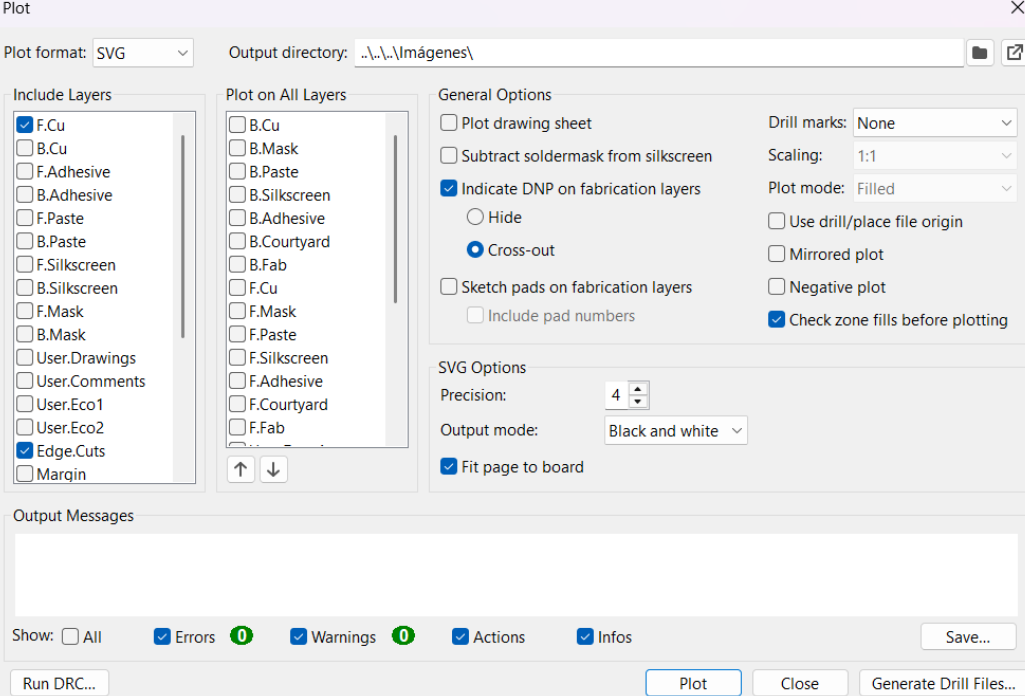 Plot
Plot format: SVG
Output directory: ..\..\..\Imágenes\
Include Layers
F.Cu
B.Cu
F.Adhesive
B.Adhesive
F.Paste
B.Paste
F.Silkscreen
B.Silkscreen
F.Mask
B.Mask
User.Drawings
User.Comments
User.Eco1
User.Eco2
Edge.Cuts
Margin
Plot on All Layers
B.Cu
B.Mask
B.Paste
B.Silkscreen
B.Adhesive
B.Courtyard
B.Fab
F.Cu
F.Mask
F.Paste
F.Silkscreen
F.Adhesive
F.Courtyard
F.Fab
General Options
Plot drawing sheet
Subtract soldermask from silkscreen
Indicate DNP on fabrication layers
Hide
Cross-out
Sketch pads on fabrication layers
Include pad numbers
Drill marks: None
Scaling: 1:1
Plot mode: Filled
Use drill/place file origin
Mirrored plot
Negative plot
Check zone fills before plotting
SVG Options
Precision: 4
Output mode: Black and white
Fit page to board
Output Messages
Show: All Errors 0 Warnings 0 Actions Infos Save...
Run DRC... Plot Close Generate Drill Files...